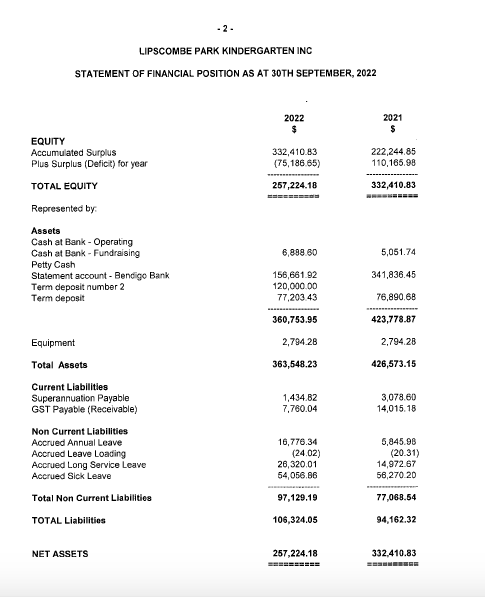 - 2 -
LIPSCOMBE PARK KINDERGARTEN INC
STATEMENT OF FINANCIAL POSITION AS AT 30TH SEPTEMBER, 2022
2022 2021
$ $
EQUITY
Accumulated Surplus 332,410.83 222,244.85
Plus Surplus (Deficit) for year (75,186.65) 110,165.98
TOTAL EQUITY 257,224.18 332,410.83
Represented by:
Assets
Cash at Bank - Operating
Cash at Bank - Fundraising 6,888.60 5,051.74
Petty Cash
Statement account - Bendigo Bank 156,661.92 341,836.45
Term deposit number 2 120,000.00
Term deposit 77,203.43 76,890.68
360,753.95 423,778.87
Equipment 2,794.28 2,794.28
Total Assets 363,548.23 426,573.15
Current Liabilities
Superannuation Payable 1,434.82 3,078.60
GST Payable (Receivable) 7,760.04 14,015.18
Non Current Liabilities
Accrued Annual Leave 16,776.34 5,845.98
Accrued Leave Loading (24.02) (20.31)
Accrued Long Service Leave 26,320.01 14,972.67
Accrued Sick Leave 54,056.86 56,270.20
Total Non Current Liabilities 97,129.19 77,068.54
TOTAL Liabilities 106,324.05 94,162.32
NET ASSETS 257,224.18 332,410.83